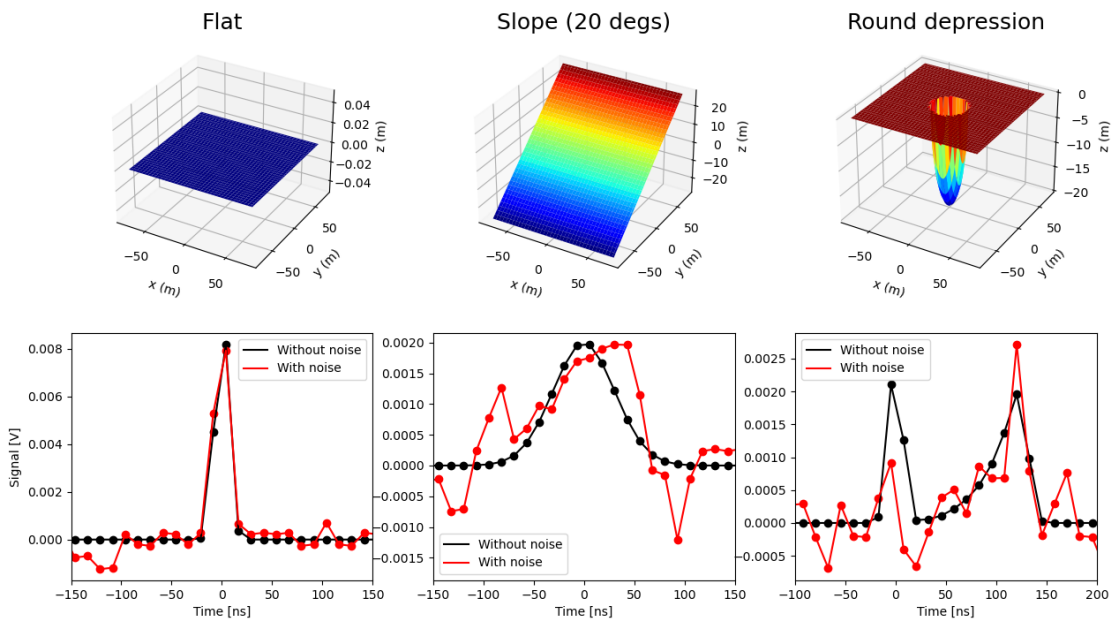 Flat
Slope (20 degs)
Round depression
0.04
0.02
0.00
−0.02
−0.04
z (m)
−50
0
50
x (m)
−50
0
50
y (m)
20
10
0
−10
−20
z (m)
−50
0
50
x (m)
−50
0
50
y (m)
0
−5
−10
−15
−20
z (m)
−50
0
50
x (m)
−50
0
50
y (m)
Signal [V]
0.008
0.006
0.004
0.002
0.000
Without noise
With noise
−150 −100 −50 0 50 100 150
Time [ns]
0.0020
0.0015
0.0010
0.0005
0.0000
−0.0005
−0.0010
−0.0015
Without noise
With noise
−150 −100 −50 0 50 100 150
Time [ns]
0.0025
0.0020
0.0015
0.0010
0.0005
0.0000
−0.0005
Without noise
With noise
−100 −50 0 50 100 150 200
Time [ns]